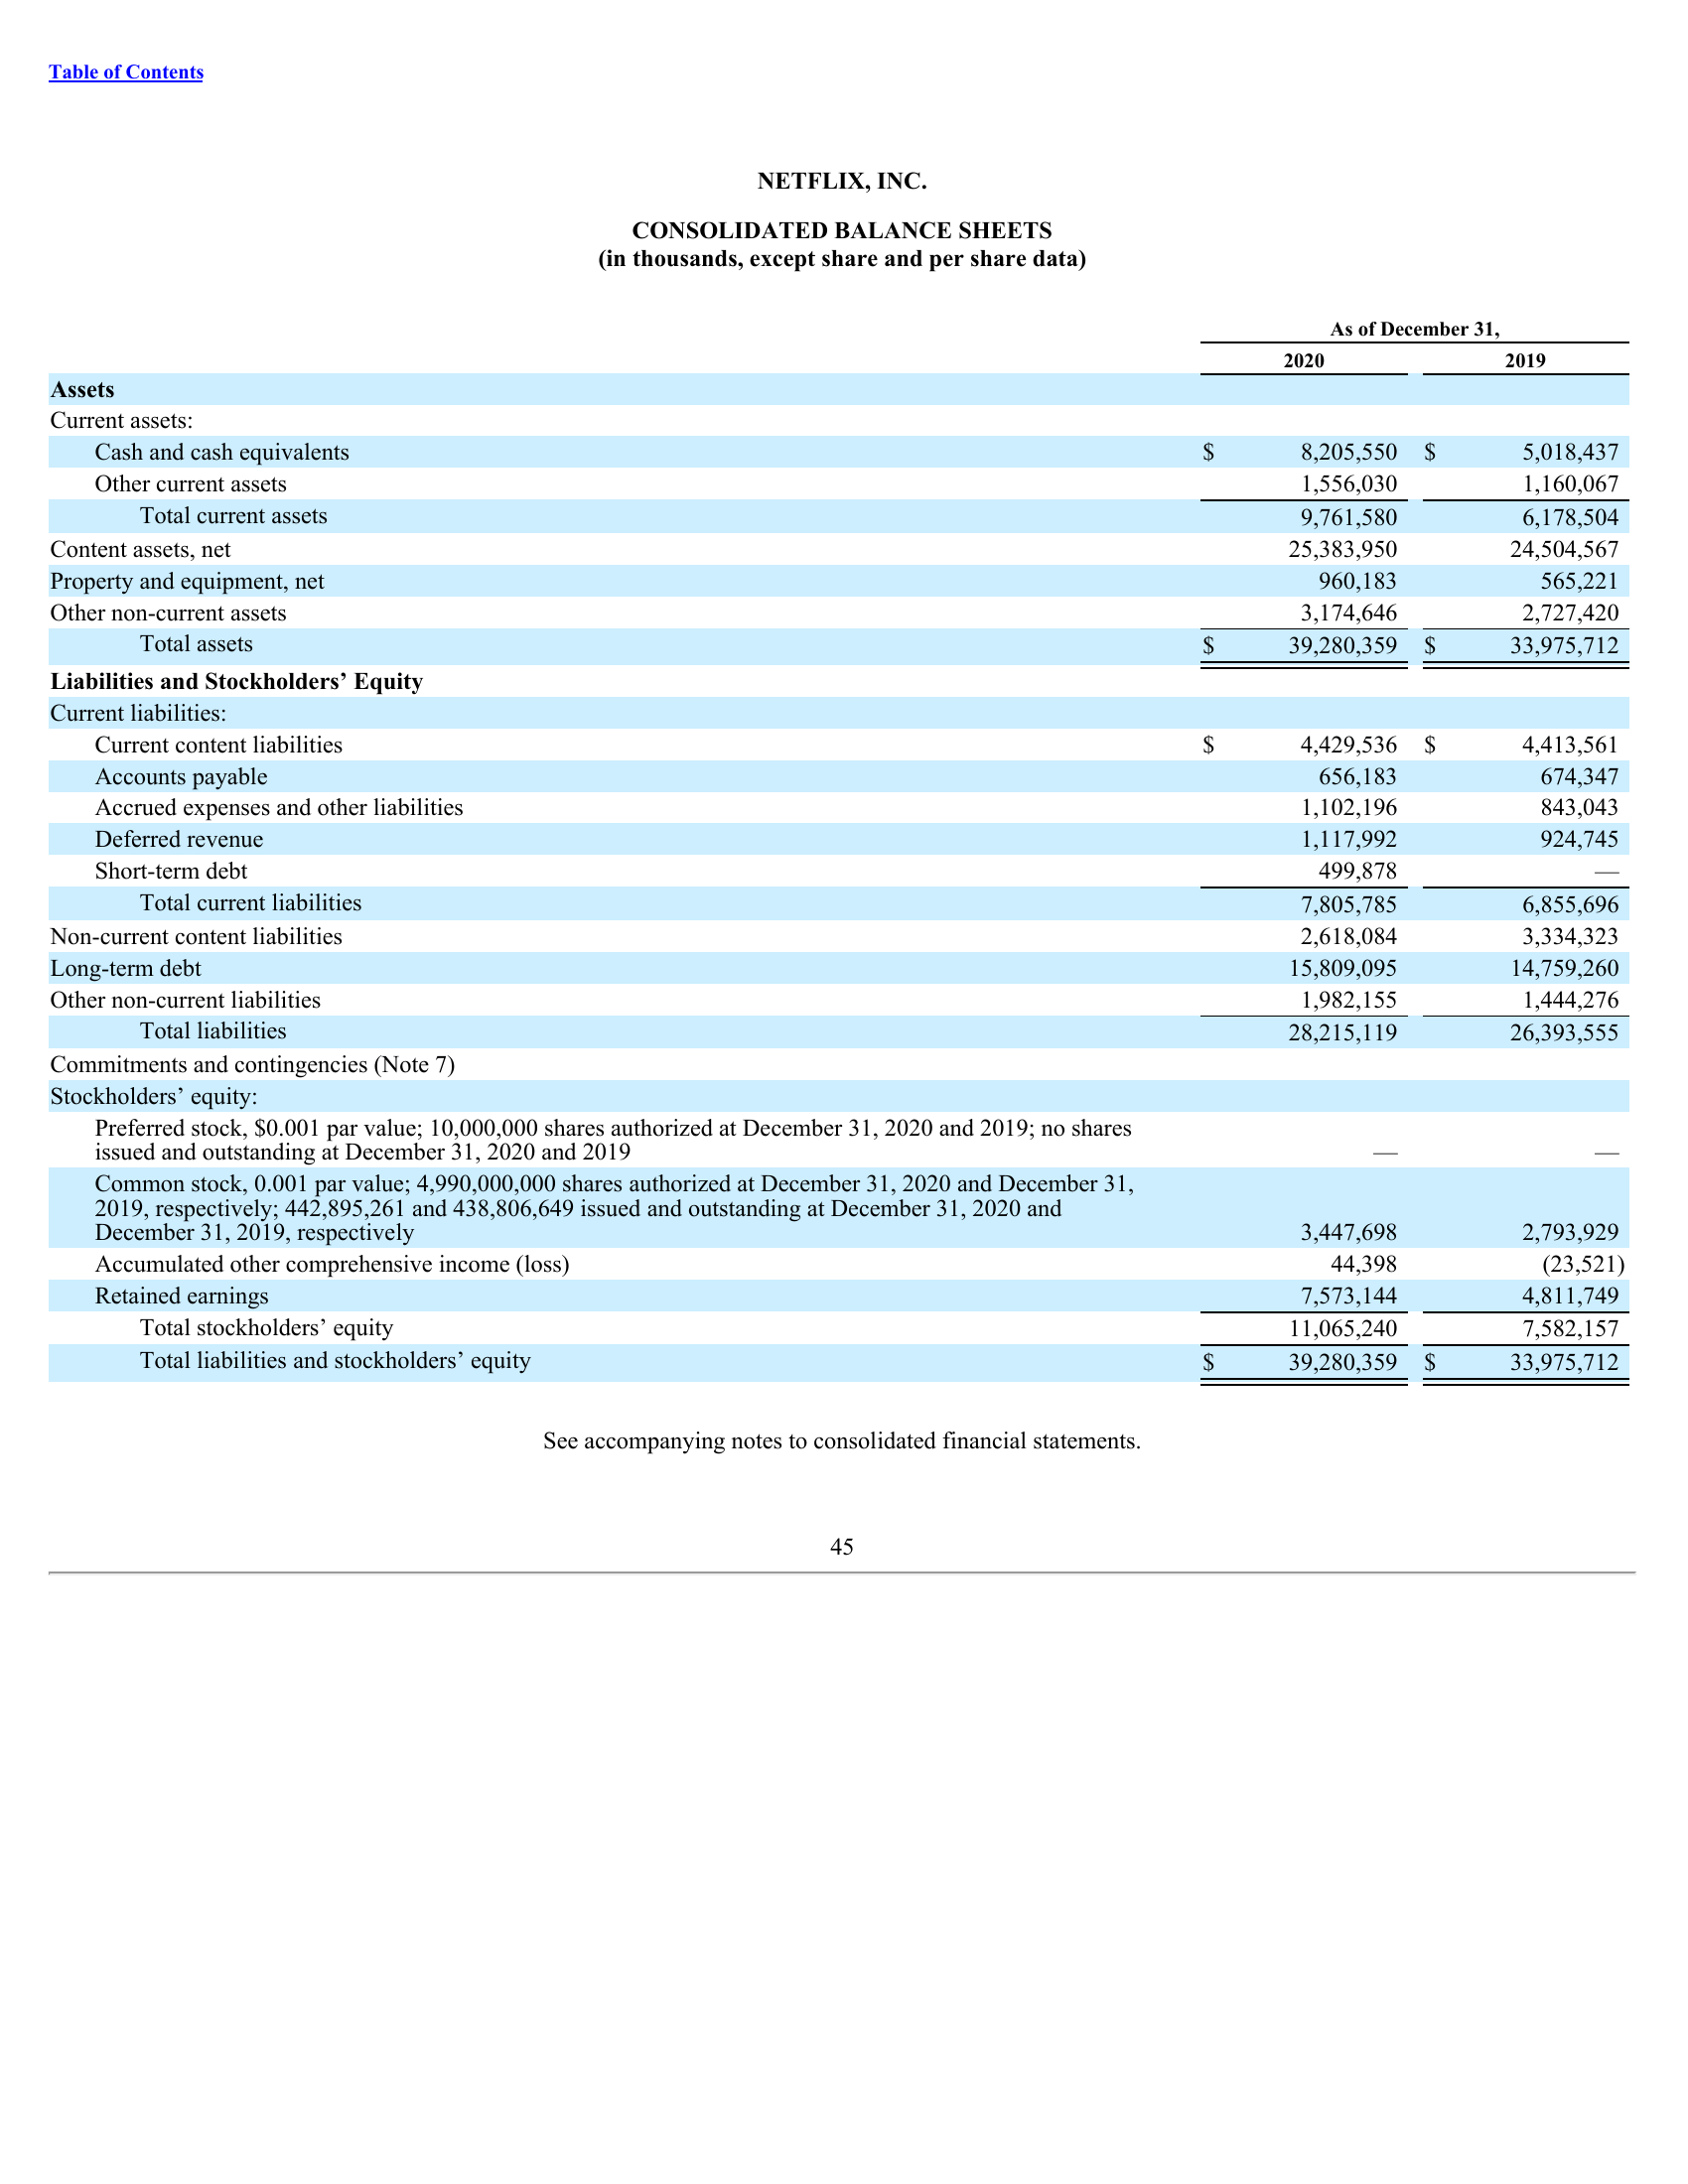 Table of Contents
NETFLIX, INC.
CONSOLIDATED BALANCE SHEETS
(in thousands, except share and per share data)
As of December 31,
2020 2019
Assets
Current assets:
Cash and cash equivalents $ 8,205,550 $ 5,018,437
Other current assets 1,556,030 1,160,067
Total current assets 9,761,580 6,178,504
Content assets, net 25,383,950 24,504,567
Property and equipment, net 960,183 565,221
Other non-current assets 3,174,646 2,727,420
Total assets $ 39,280,359 $ 33,975,712
Liabilities and Stockholders’ Equity
Current liabilities:
Current content liabilities $ 4,429,536 $ 4,413,561
Accounts payable 656,183 674,347
Accrued expenses and other liabilities 1,102,196 843,043
Deferred revenue 1,117,992 924,745
Short-term debt 499,878 —
Total current liabilities 7,805,785 6,855,696
Non-current content liabilities 2,618,084 3,334,323
Long-term debt 15,809,095 14,759,260
Other non-current liabilities 1,982,155 1,444,276
Total liabilities 28,215,119 26,393,555
Commitments and contingencies (Note 7)
Stockholders’ equity:
Preferred stock, $0.001 par value; 10,000,000 shares authorized at December 31, 2020 and 2019; no shares
issued and outstanding at December 31, 2020 and 2019 — —
Common stock, 0.001 par value; 4,990,000,000 shares authorized at December 31, 2020 and December 31,
2019, respectively; 442,895,261 and 438,806,649 issued and outstanding at December 31, 2020 and
December 31, 2019, respectively 3,447,698 2,793,929
Accumulated other comprehensive income (loss) 44,398 (23,521)
Retained earnings 7,573,144 4,811,749
Total stockholders’ equity 11,065,240 7,582,157
Total liabilities and stockholders’ equity $ 39,280,359 $ 33,975,712
See accompanying notes to consolidated financial statements.
45